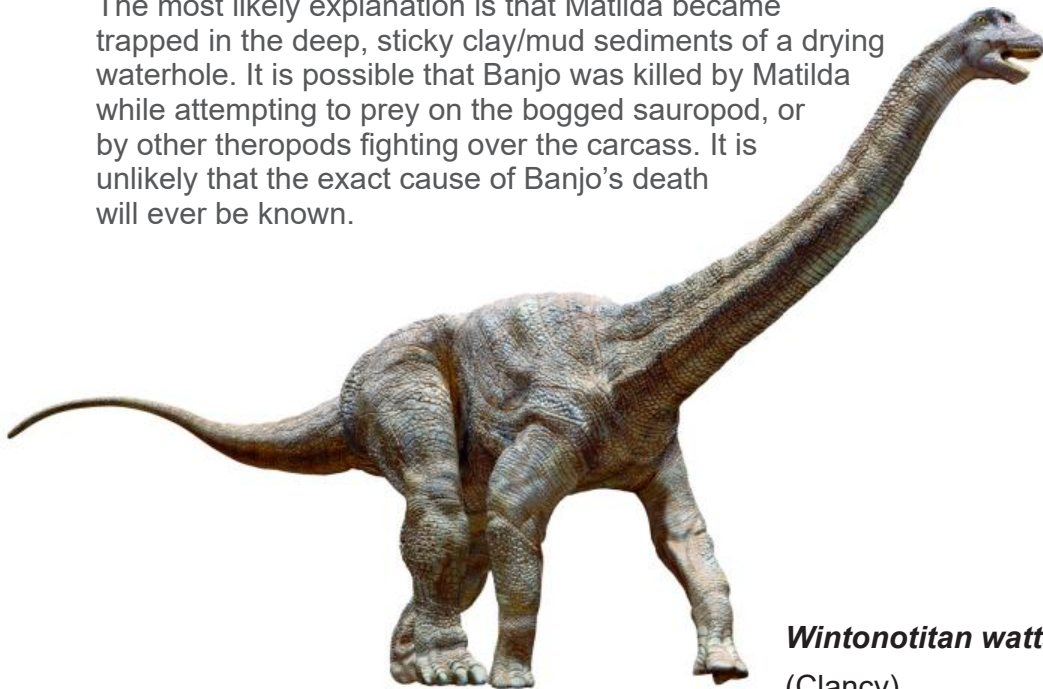 The most likely explanation is that Matilda became
trapped in the deep, sticky clay/mud sediments of a drying
waterhole. It is possible that Banjo was killed by Matilda
while attempting to prey on the bogged sauropod, or
by other theropods fighting over the carcass. It is
unlikely that the exact cause of Banjo’s death
will ever be known.
Wintonotitan watt
(Clancy)